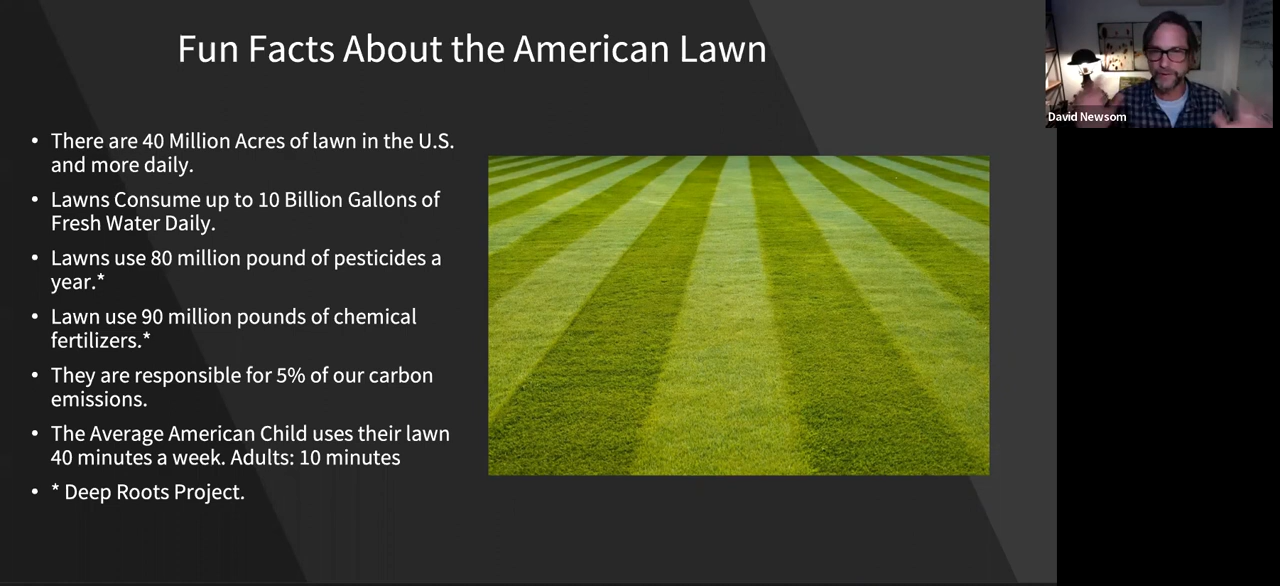 Fun Facts About the American Lawn
David Newsom
• There are 40 Million Acres of lawn in the U.S.
and more daily.
• Lawns Consume up to 10 Billion Gallons of
Fresh Water Daily.
• Lawns use 80 million pound of pesticides a
year.*
• Lawn use 90 million pounds of chemical
fertilizers.*
• They are responsible for 5% of our carbon
emissions.
• The Average American Child uses their lawn
40 minutes a week. Adults: 10 minutes
• * Deep Roots Project.